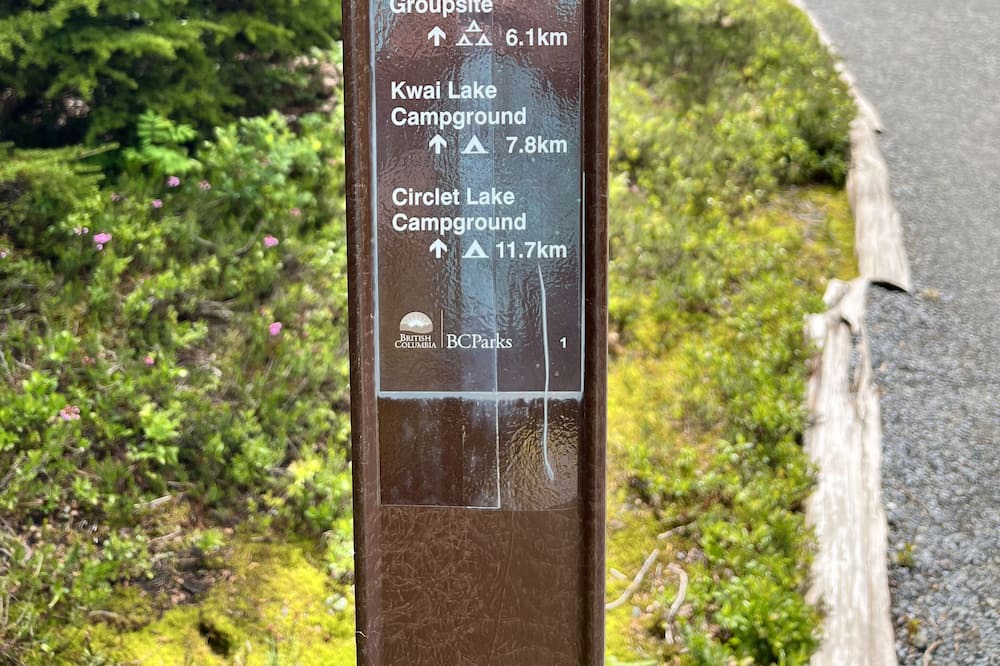 Groupsite
6.1km
Kwai Lake
Campground
7.8km
Circlet Lake
Campground
11.7km
BRITISH
COLUMBIA
BCParks
1